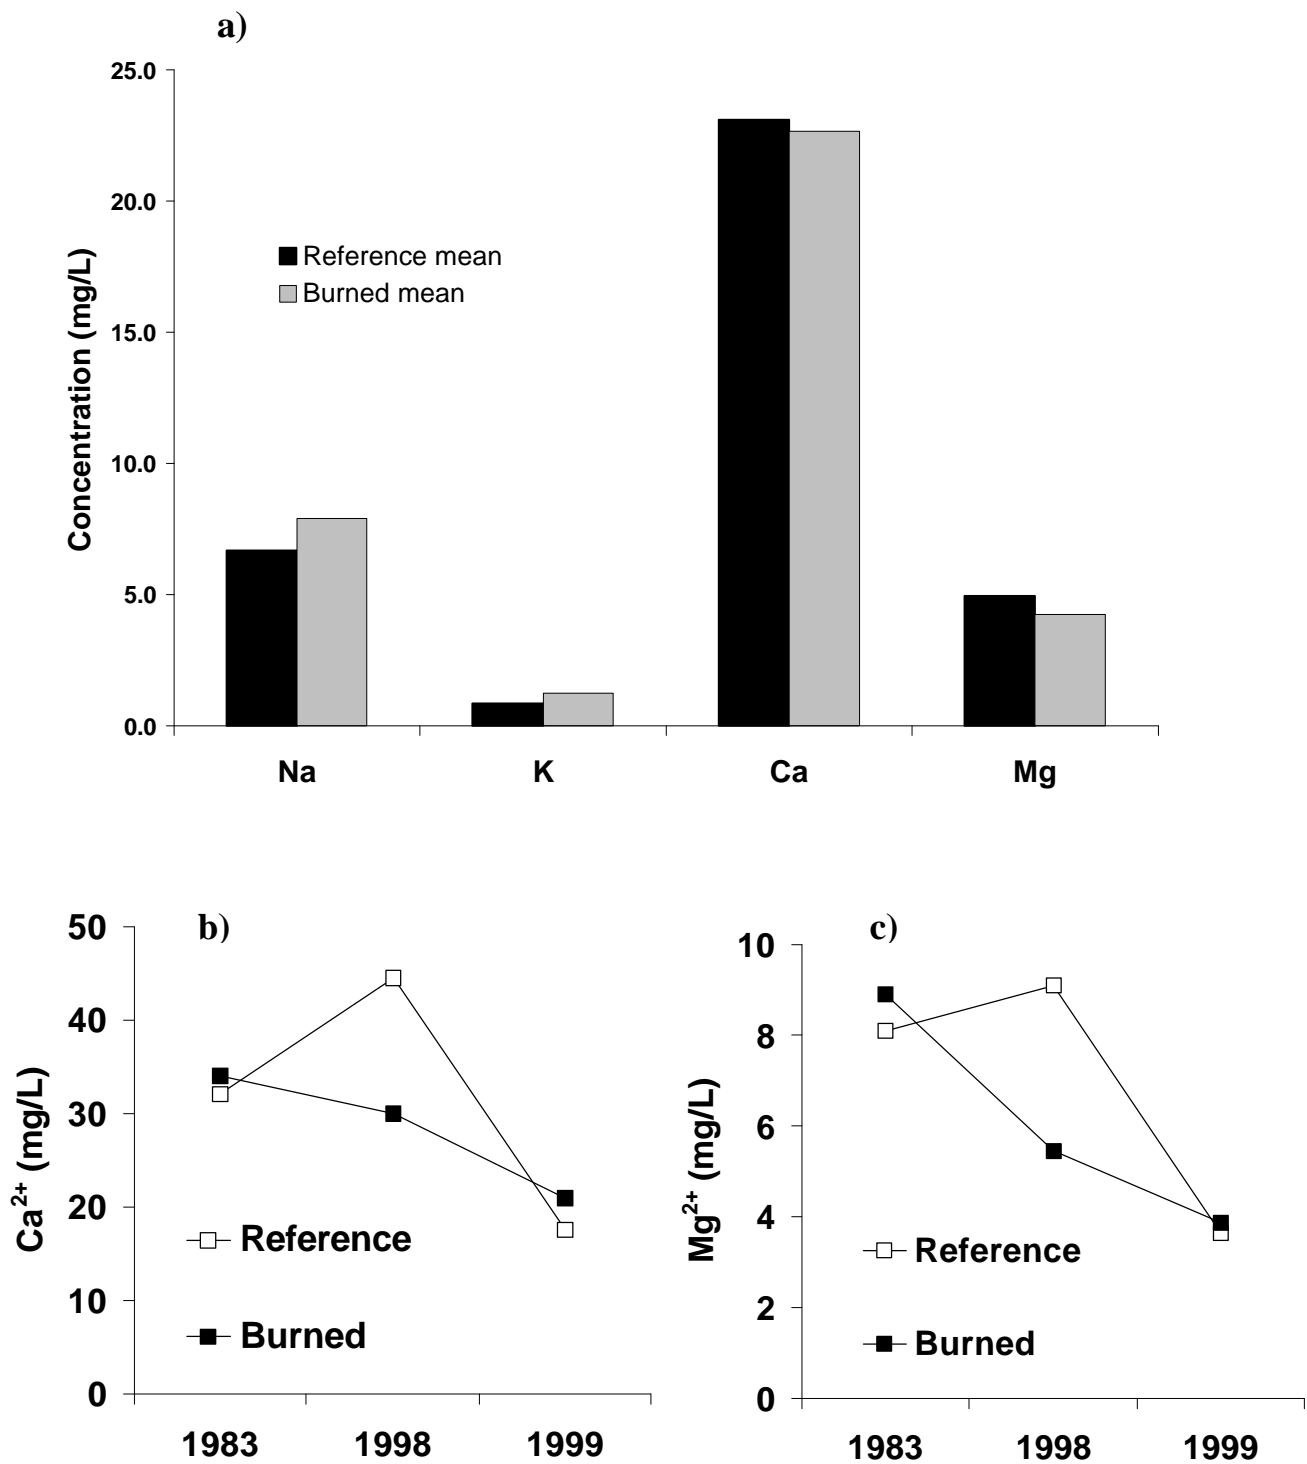 a)
Concentration (mg/L)
25.0
20.0
15.0
10.0
5.0
0.0
Reference mean
Burned mean
Na K Ca Mg
b)
Ca²⁺ (mg/L)
50
40
30
20
10
0
Reference
Burned
1983 1998 1999
c)
Mg²⁺ (mg/L)
10
8
6
4
2
0
Reference
Burned
1983 1998 1999